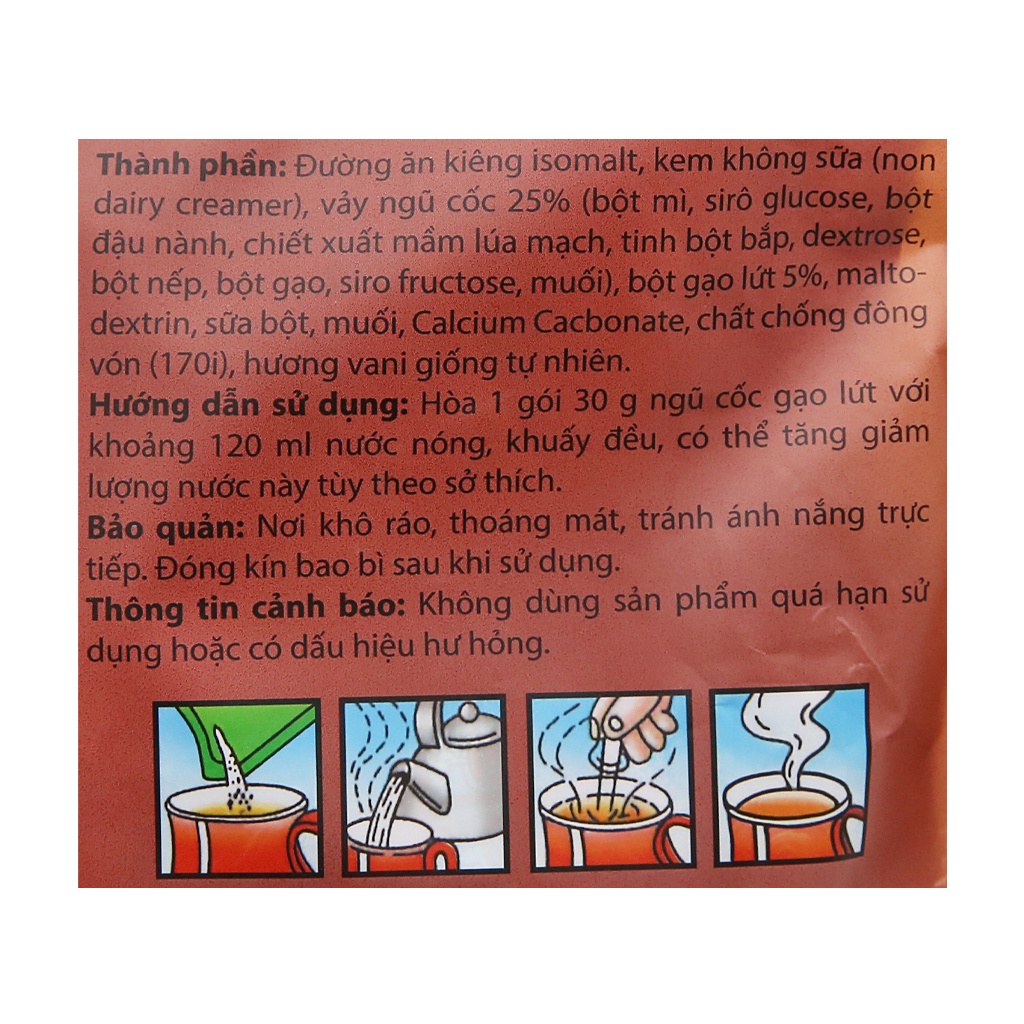 Thành phần: Đường ăn kiêng isomalt, kem không sữa (non
dairy creamer), vảy ngũ cốc 25% (bột mì, sirô glucose, bột
đậu nành, chiết xuất mầm lúa mạch, tinh bột bắp, dextrose,
bột nếp, bột gạo, siro fructose, muối), bột gạo lứt 5%, malto-
dextrin, sữa bột, muối, Calcium Cacbonate, chất chống đông
vón (170i), hương vani giống tự nhiên.
Hướng dẫn sử dụng: Hòa 1 gói 30 g ngũ cốc gạo lứt với
khoảng 120 ml nước nóng, khuấy đều, có thể tăng giảm
lượng nước này tùy theo sở thích.
Bảo quản: Nơi khô ráo, thoáng mát, tránh ánh nắng trực
tiếp. Đóng kín bao bì sau khi sử dụng.
Thông tin cảnh báo: Không dùng sản phẩm quá hạn sử
dụng hoặc có dấu hiệu hư hỏng.